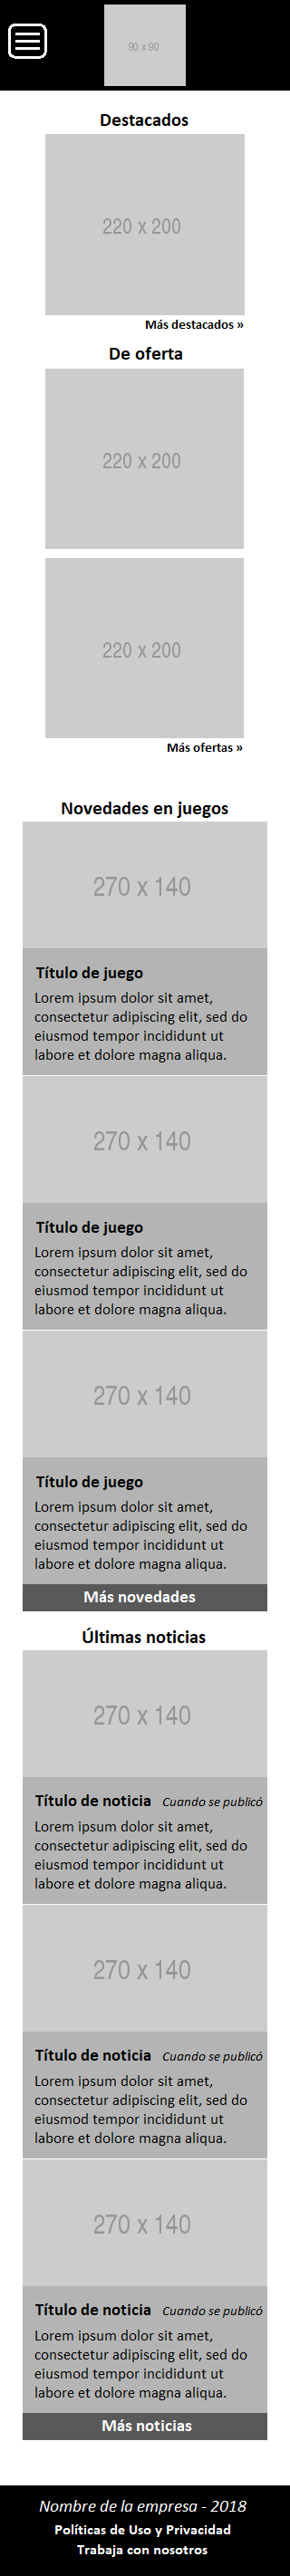 90 x 90
Destacados
220 x 200
Más destacados »
De oferta
220 x 200
220 x 200
Más ofertas »
Novedades en juegos
270 x 140
Título de juego
Lorem ipsum dolor sit amet,
consectetur adipiscing elit, sed do
eiusmod tempor incididunt ut
labore et dolore magna aliqua.
270 x 140
Título de juego
Lorem ipsum dolor sit amet,
consectetur adipiscing elit, sed do
eiusmod tempor incididunt ut
labore et dolore magna aliqua.
270 x 140
Título de juego
Lorem ipsum dolor sit amet,
consectetur adipiscing elit, sed do
eiusmod tempor incididunt ut
labore et dolore magna aliqua.
Más novedades
Últimas noticias
270 x 140
Título de noticia Cuando se publicó
Lorem ipsum dolor sit amet,
consectetur adipiscing elit, sed do
eiusmod tempor incididunt ut
labore et dolore magna aliqua.
270 x 140
Título de noticia Cuando se publicó
Lorem ipsum dolor sit amet,
consectetur adipiscing elit, sed do
eiusmod tempor incididunt ut
labore et dolore magna aliqua.
270 x 140
Título de noticia Cuando se publicó
Lorem ipsum dolor sit amet,
consectetur adipiscing elit, sed do
eiusmod tempor incididunt ut
labore et dolore magna aliqua.
Más noticias
Nombre de la empresa - 2018
Políticas de Uso y Privacidad
Trabaja con nosotros